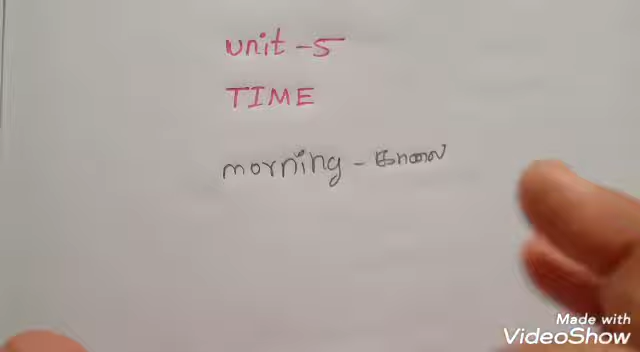 unit - 5
TIME
morning - காலை
Made with
VideoShow